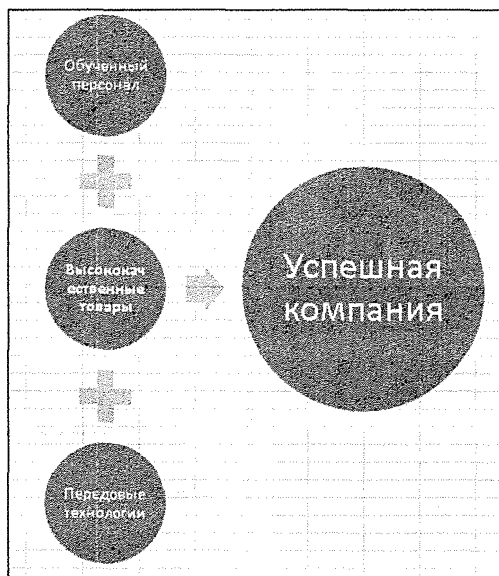 Обученный
персонал
Высококач
ественные
товары
Успешная
компания
Передовые
технологии